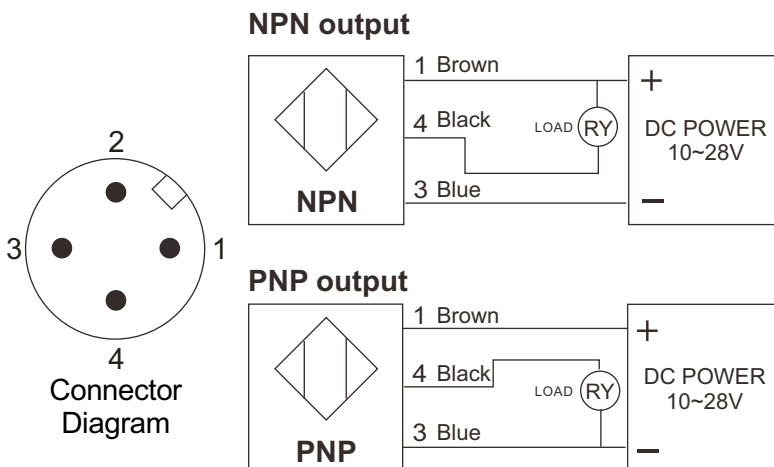 NPN output
1 Brown
4 Black
3 Blue
NPN
LOAD RY
+
DC POWER
10~28V
−
2
3
1
4
Connector
Diagram
PNP output
1 Brown
4 Black
3 Blue
PNP
LOAD RY
+
DC POWER
10~28V
−